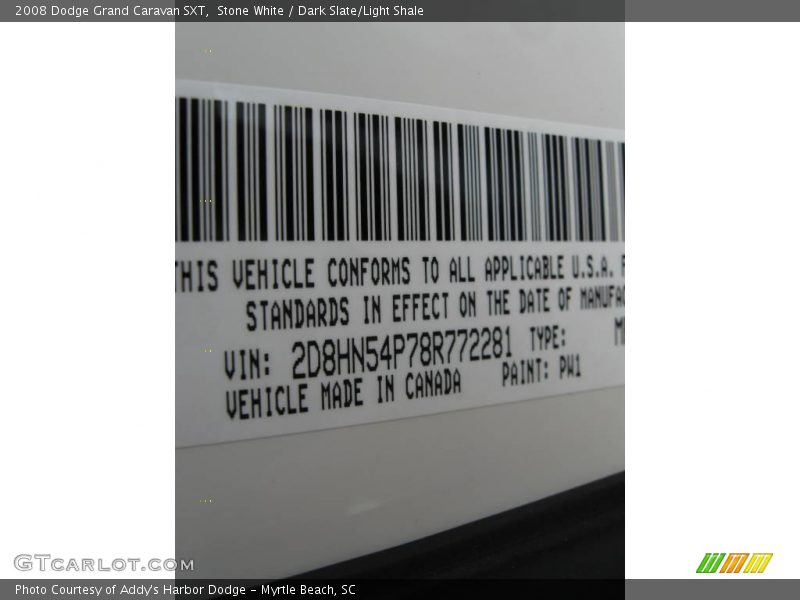 2008 Dodge Grand Caravan SXT,  Stone White / Dark Slate/Light Shale
THIS VEHICLE CONFORMS TO ALL APPLICABLE U.S.A. F
STANDARDS IN EFFECT ON THE DATE OF MANUFAC
VIN: 2D8HN54P78R772281 TYPE: M
VEHICLE MADE IN CANADA PAINT: PW1
GTCARLOT.COM
Photo Courtesy of Addy's Harbor Dodge - Myrtle Beach, SC